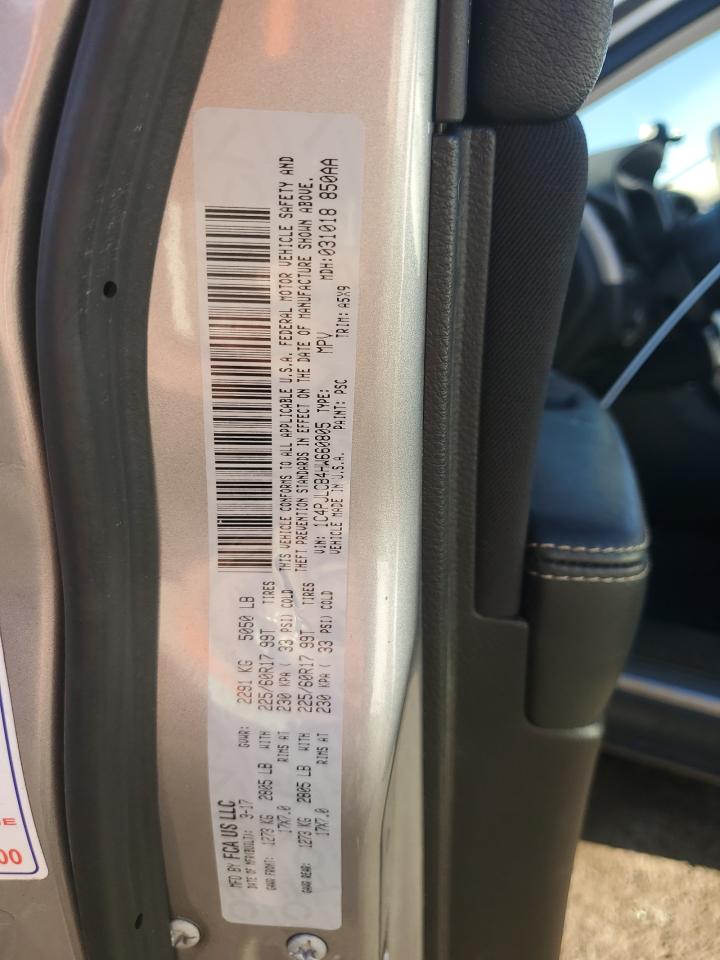 MFD BY FCA US LLC
DATE OF MFR(BUILT): 3-17 GVWR: 2291 KG 5050 LB
GAWR FRONT: 1273 KG 2805 LB WITH 225/60R17 99T TIRES
17X7.0 RIMS AT 230 KPA ( 33 PSI) COLD
GAWR REAR: 1273 KG 2805 LB WITH 225/60R17 99T TIRES
17X7.0 RIMS AT 230 KPA ( 33 PSI) COLD
THIS VEHICLE CONFORMS TO ALL APPLICABLE U.S.A. FEDERAL MOTOR VEHICLE SAFETY AND
THEFT PREVENTION STANDARDS IN EFFECT ON THE DATE OF MANUFACTURE SHOWN ABOVE.
VIN: 1C4PJLCB4HW660805 TYPE: MPV MDH:031018 850AA
VEHICLE MADE IN U.S.A. PAINT: PSC TRIM: A5X9
00